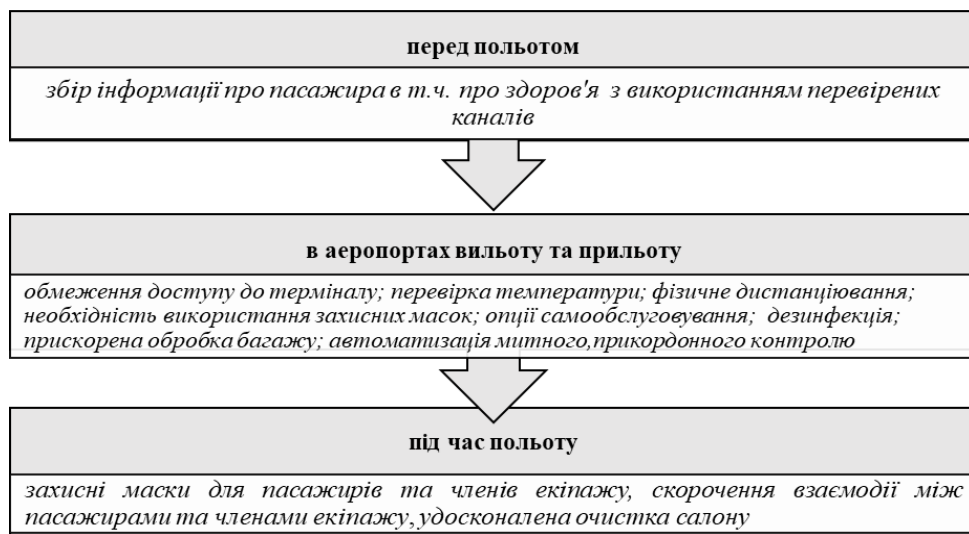 перед польотом
збір інформації про пасажира в т.ч. про здоров'я з використанням перевірених
каналів
в аеропортах вильоту та прильоту
обмеження доступу до терміналу; перевірка температури; фізичне дистанціювання;
необхідність використання захисних масок; опції самообслуговування; дезинфекція;
прискорена обробка багажу; автоматизація митного,прикордонного контролю
під час польоту
захисні маски для пасажирів та членів екіпажу, скорочення взаємодії між
пасажирами та членами екіпажу, удосконалена очистка салону